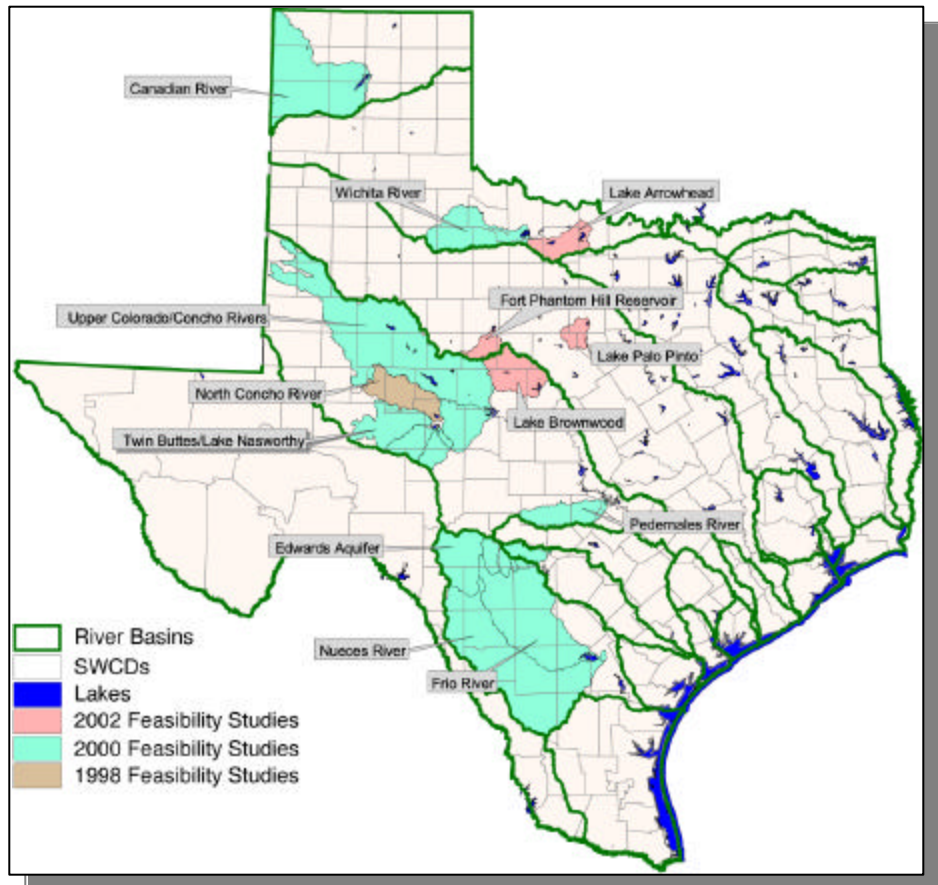 Canadian River
Wichita River
Lake Arrowhead
Fort Phantom Hill Reservoir
Upper Colorado/Concho Rivers
Lake Palo Pinto
North Concho River
Lake Brownwood
Twin Buttes/Lake Nasworthy
Pedernales River
Edwards Aquifer
Nueces River
Frio River
River Basins
SWCDs
Lakes
2002 Feasibility Studies
2000 Feasibility Studies
1998 Feasibility Studies